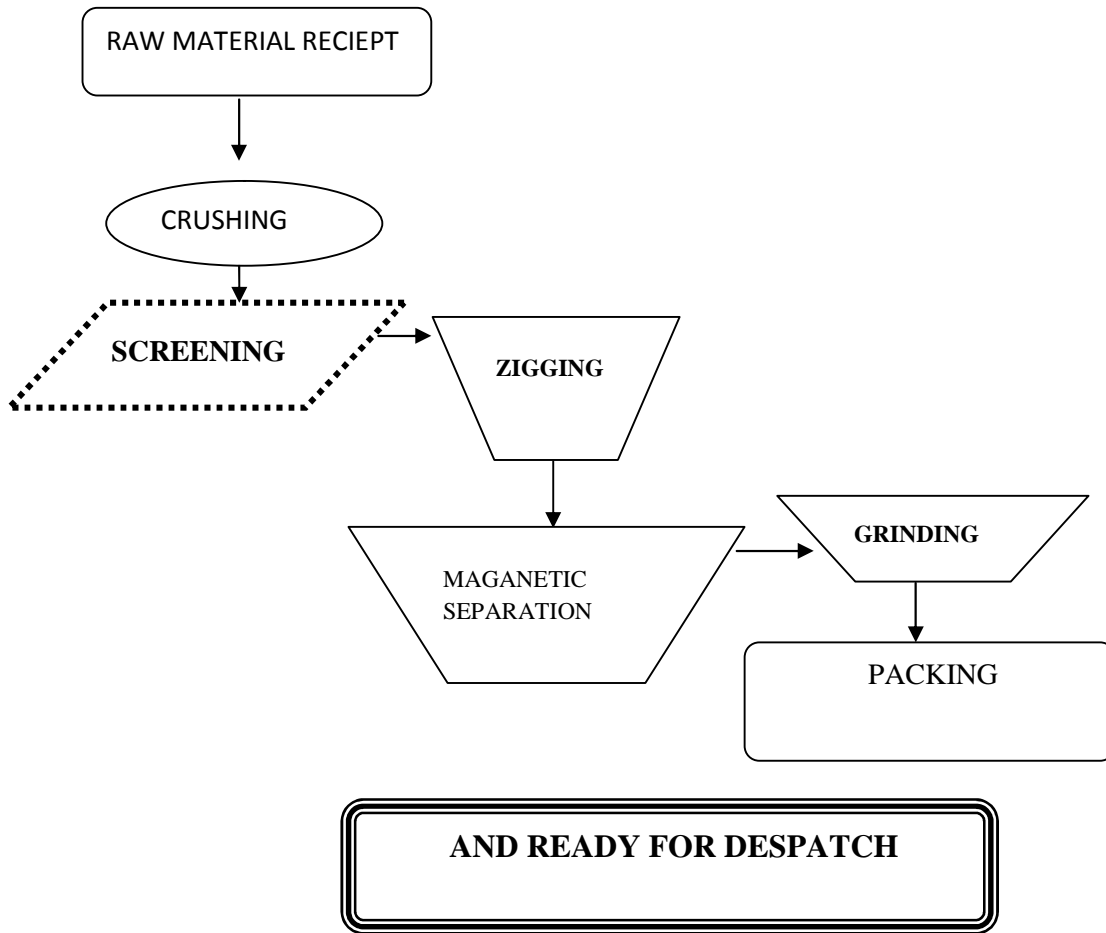 RAW MATERIAL RECIEPT
CRUSHING
SCREENING
ZIGGING
MAGANETIC
SEPARATION
GRINDING
PACKING
AND READY FOR DESPATCH